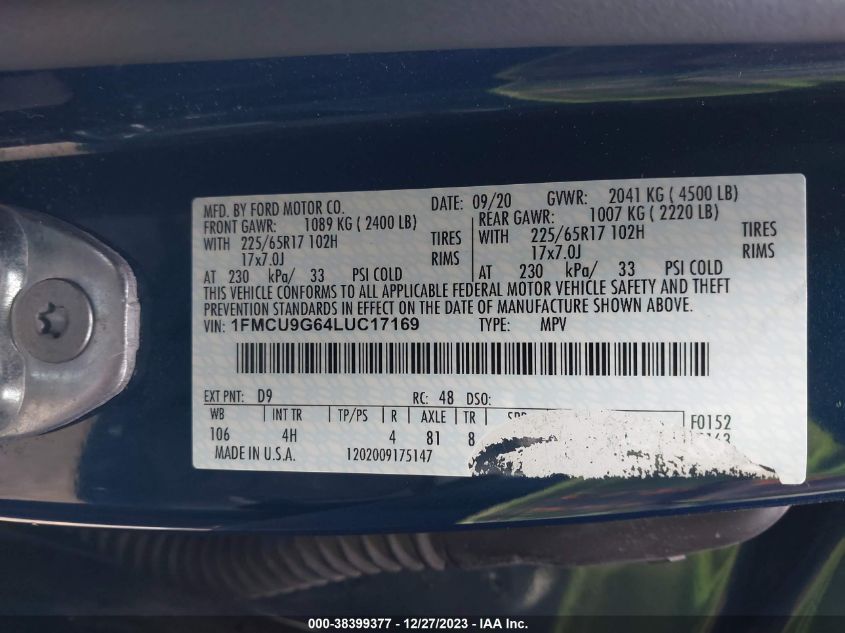 MFD. BY FORD MOTOR CO. DATE: 09/20 GVWR: 2041 KG ( 4500 LB)
FRONT GAWR: 1089 KG ( 2400 LB) REAR GAWR: 1007 KG ( 2220 LB)
WITH 225/65R17 102H TIRES WITH 225/65R17 102H TIRES
17x7.0J RIMS 17x7.0J RIMS
AT 230 kPa/ 33 PSI COLD AT 230 kPa/ 33 PSI COLD
THIS VEHICLE CONFORMS TO ALL APPLICABLE FEDERAL MOTOR VEHICLE SAFETY AND THEFT
PREVENTION STANDARDS IN EFFECT ON THE DATE OF MANUFACTURE SHOWN ABOVE.
VIN: 1FMCU9G64LUC17169 TYPE: MPV
EXT PNT: D9 RC: 48 DSO:
WB INT TR TP/PS R AXLE TR F0152
106 4H 4 81 8
MADE IN U.S.A. 1202009175147
000-38399377 - 12/27/2023 - IAA Inc.